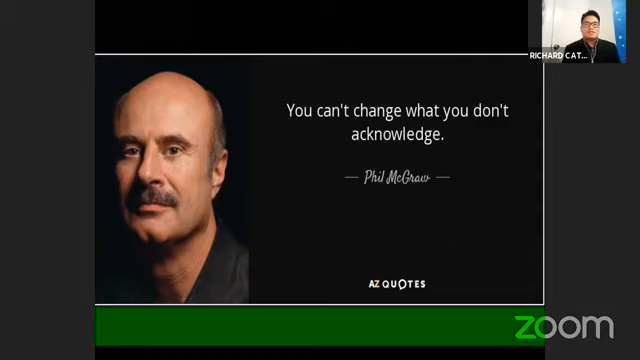 RICHARD CAT...
You can't change what you don't
acknowledge.
— Phil McGraw —
AZ QUOTES
zoom